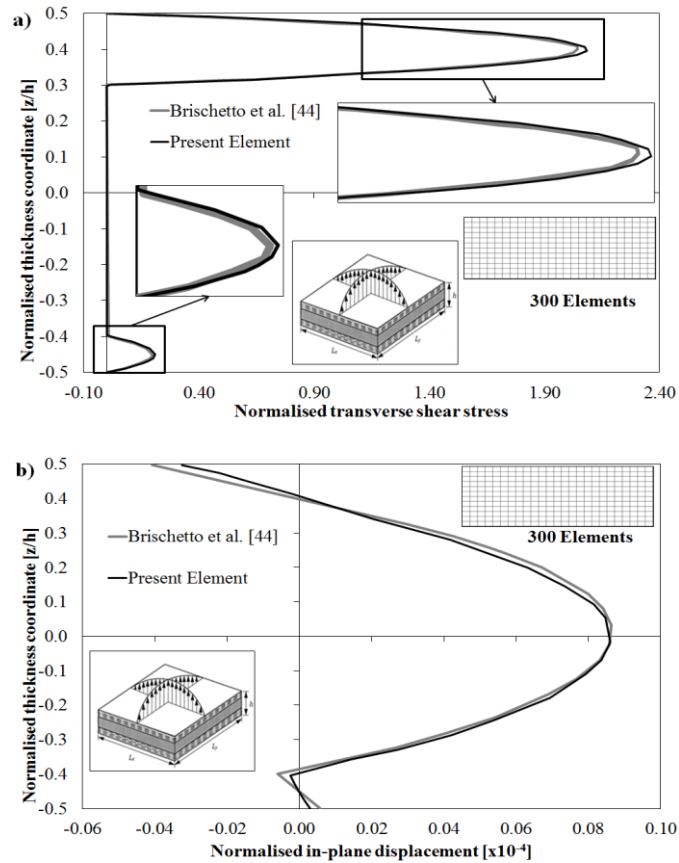 a)
Normalised thickness coordinate [z/h]
0.5
0.4
0.3
0.2
0.1
0.0
-0.1
-0.2
-0.3
-0.4
-0.5
Brischetto et al. [44]
Present Element
h
Lx
Ly
300 Elements
-0.10 0.40 0.90 1.40 1.90 2.40
Normalised transverse shear stress
b)
Normalised thickness coordinate [z/h]
0.5
0.4
0.3
0.2
0.1
0.0
-0.1
-0.2
-0.3
-0.4
-0.5
300 Elements
Brischetto et al. [44]
Present Element
h
Lx
Ly
-0.06 -0.04 -0.02 0.00 0.02 0.04 0.06 0.08 0.10
Normalised in-plane displacement [x10⁻⁴]